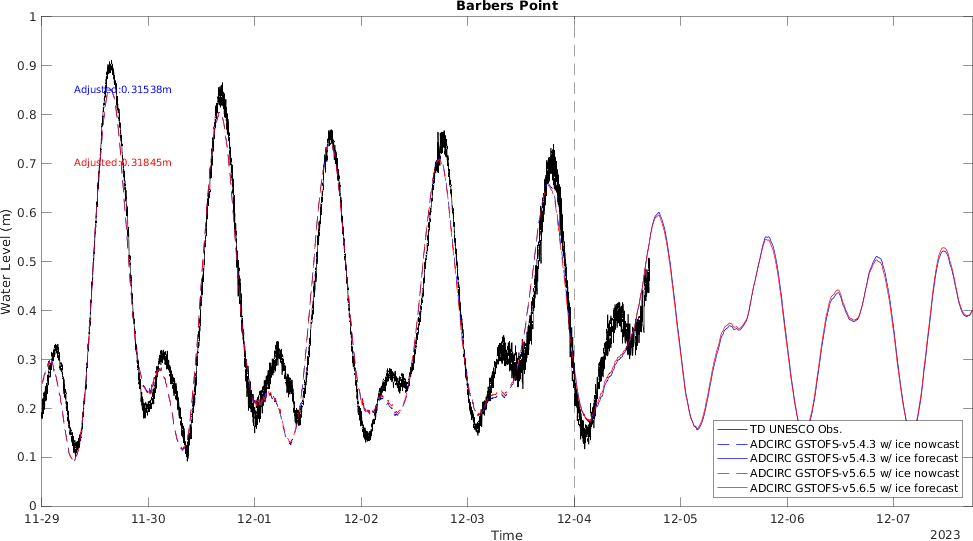 Barbers Point
1
0.9
Adjusted:0.31538m
0.8
0.7
Adjusted:0.31845m
0.6
0.5
Water Level (m)
0.4
0.3
0.2
0.1
0
TD UNESCO Obs.
ADCIRC GSTOFS-v5.4.3 w/ ice nowcast
ADCIRC GSTOFS-v5.4.3 w/ ice forecast
ADCIRC GSTOFS-v5.6.5 w/ ice nowcast
ADCIRC GSTOFS-v5.6.5 w/ ice forecast
11-29 11-30 12-01 12-02 12-03 12-04 12-05 12-06 12-07
Time
2023